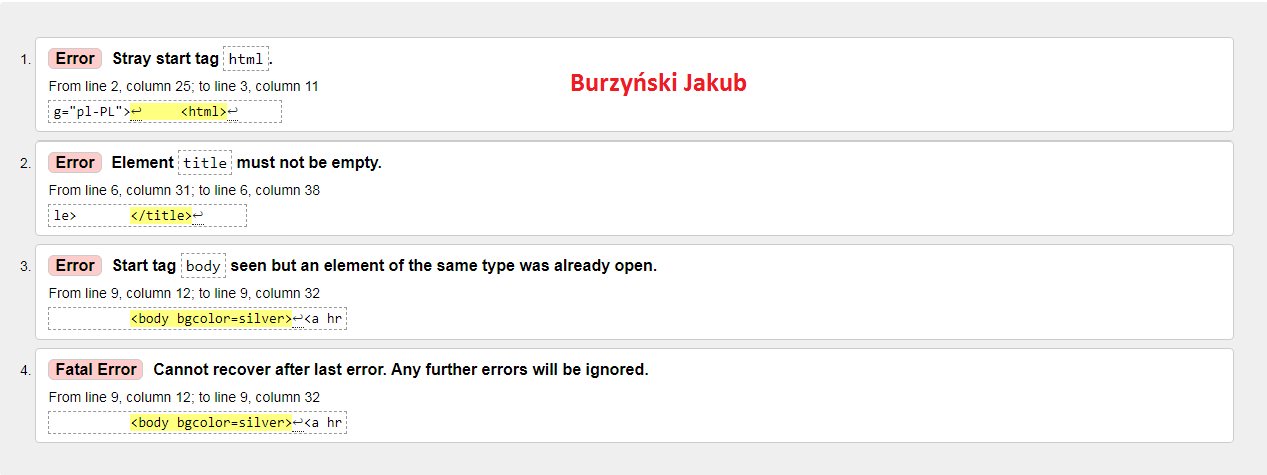 1. Error Stray start tag html.
Burzyński Jakub
From line 2, column 25; to line 3, column 11
g="pl-PL">↩ <html>↩
2. Error Element title must not be empty.
From line 6, column 31; to line 6, column 38
le> </title>↩
3. Error Start tag body seen but an element of the same type was already open.
From line 9, column 12; to line 9, column 32
<body bgcolor=silver>↩<a hr
4. Fatal Error Cannot recover after last error. Any further errors will be ignored.
From line 9, column 12; to line 9, column 32
<body bgcolor=silver>↩<a hr